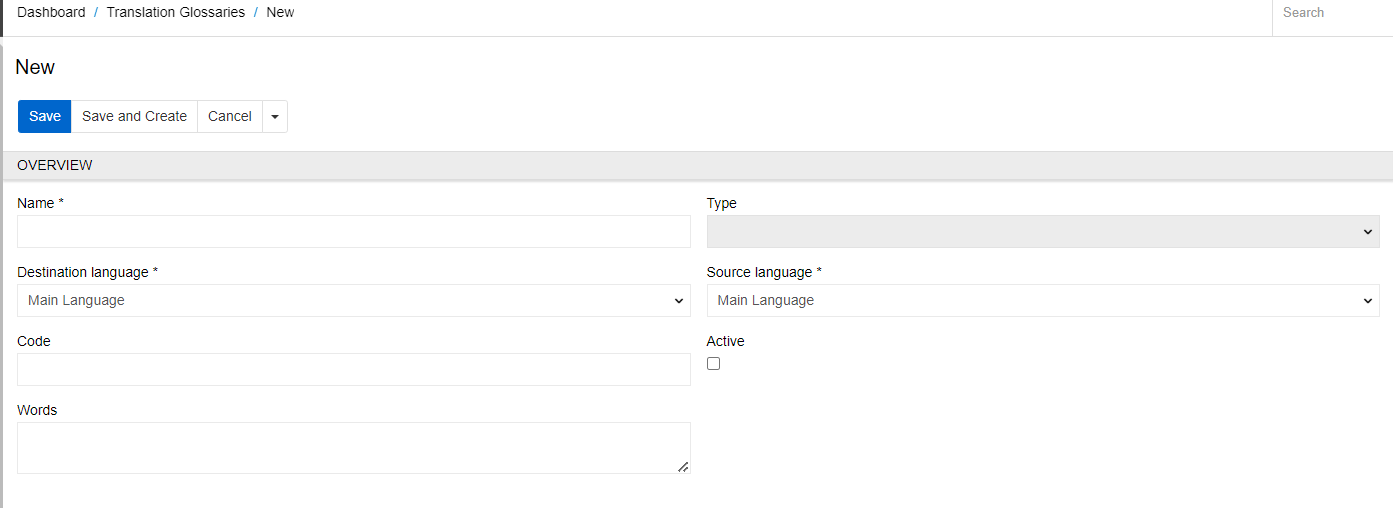 Dashboard / Translation Glossaries / New
Search
New
Save Save and Create Cancel
OVERVIEW
Name * Type
Destination language * Source language *
Main Language Main Language
Code Active
Words